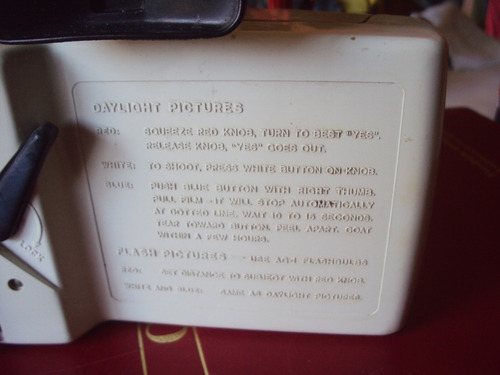 DAYLIGHT PICTURES
RED: SQUEEZE RED KNOB, TURN TO BEST "YES".
RELEASE KNOB, "YES" GOES OUT.
WHITE: TO SHOOT, PRESS WHITE BUTTON ON KNOB.
BLUE: PUSH BLUE BUTTON WITH RIGHT THUMB.
PULL FILM - IT WILL STOP AUTOMATICALLY
AT DOTTED LINE. WAIT 10 TO 15 SECONDS.
TEAR TOWARD BUTTON. PEEL APART. COAT
WITHIN A FEW HOURS.
FLASH PICTURES - USE AG-1 FLASHBULBS
RED: SET DISTANCE TO SUBJECT WITH RED KNOB.
WHITE AND BLUE: SAME AS DAYLIGHT PICTURES.
LOCK